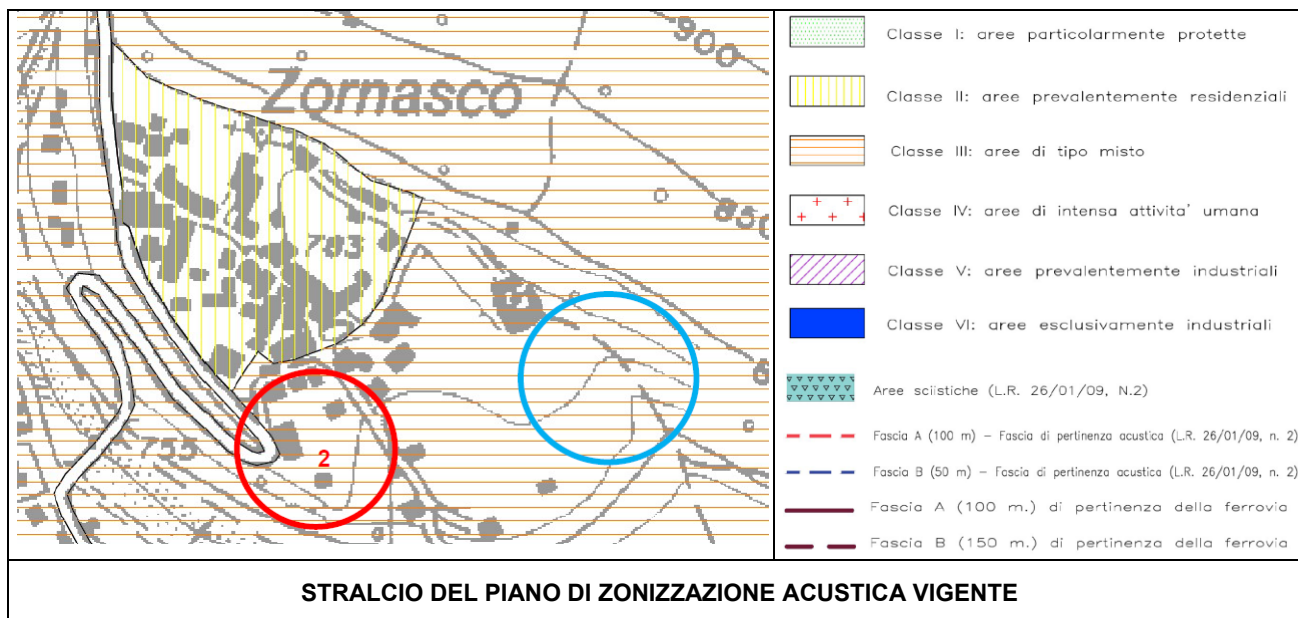 Zornasco
900
850
783
755
2
Classe I: aree particolarmente protette
Classe II: aree prevalentemente residenziali
Classe III: aree di tipo misto
Classe IV: aree di intensa attivita' umana
Classe V: aree prevalentemente industriali
Classe VI: aree esclusivamente industriali
Aree sciistiche (L.R. 26/01/09, N.2)
Fascia A (100 m) – Fascia di pertinenza acustica (L.R. 26/01/09, n. 2)
Fascia B (50 m) – Fascia di pertinenza acustica (L.R. 26/01/09, n. 2)
Fascia A (100 m.) di pertinenza della ferrovia
Fascia B (150 m.) di pertinenza della ferrovia
STRALCIO DEL PIANO DI ZONIZZAZIONE ACUSTICA VIGENTE